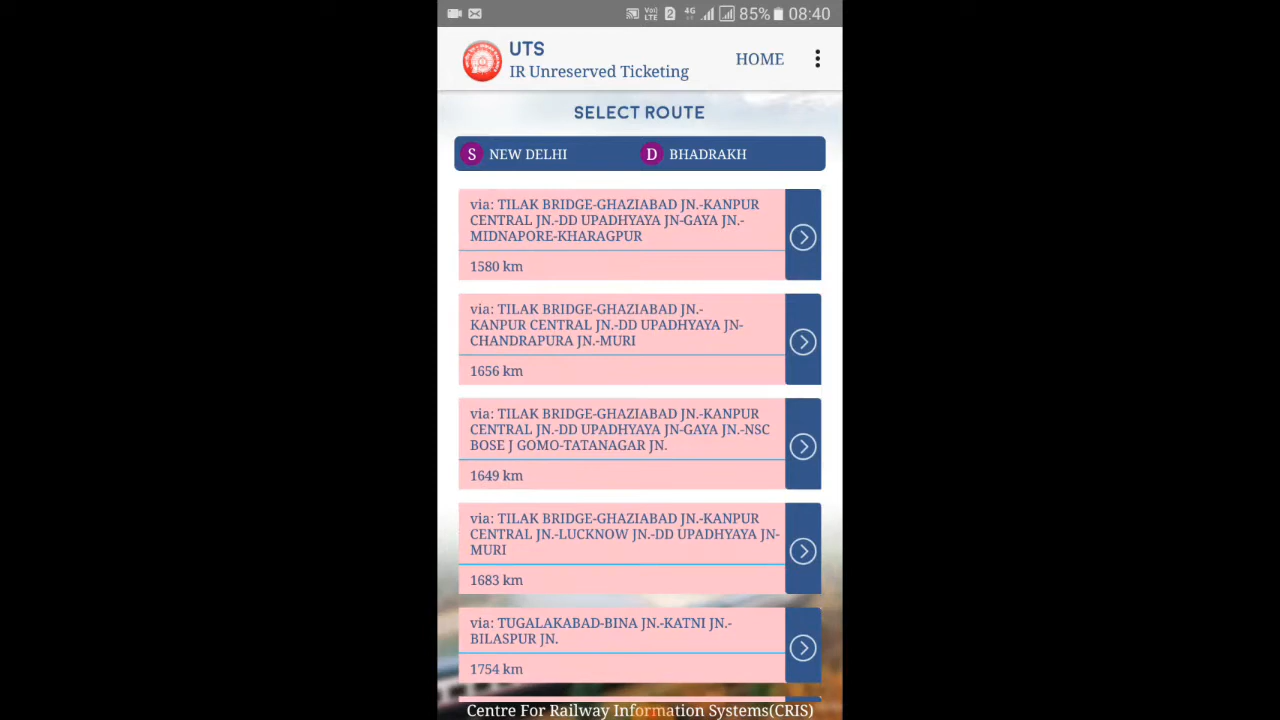 Vo) LTE 2 4G 85% 08:40
UTS
IR Unreserved Ticketing
HOME
SELECT ROUTE
S NEW DELHI D BHADRAKH
via: TILAK BRIDGE-GHAZIABAD JN.-KANPUR
CENTRAL JN.-DD UPADHYAYA JN-GAYA JN.-
MIDNAPORE-KHARAGPUR
1580 km
via: TILAK BRIDGE-GHAZIABAD JN.-
KANPUR CENTRAL JN.-DD UPADHYAYA JN-
CHANDRAPURA JN.-MURI
1656 km
via: TILAK BRIDGE-GHAZIABAD JN.-KANPUR
CENTRAL JN.-DD UPADHYAYA JN-GAYA JN.-NSC
BOSE J GOMO-TATANAGAR JN.
1649 km
via: TILAK BRIDGE-GHAZIABAD JN.-KANPUR
CENTRAL JN.-LUCKNOW JN.-DD UPADHYAYA JN-
MURI
1683 km
via: TUGALAKABAD-BINA JN.-KATNI JN.-
BILASPUR JN.
1754 km
Centre For Railway Information Systems(CRIS)